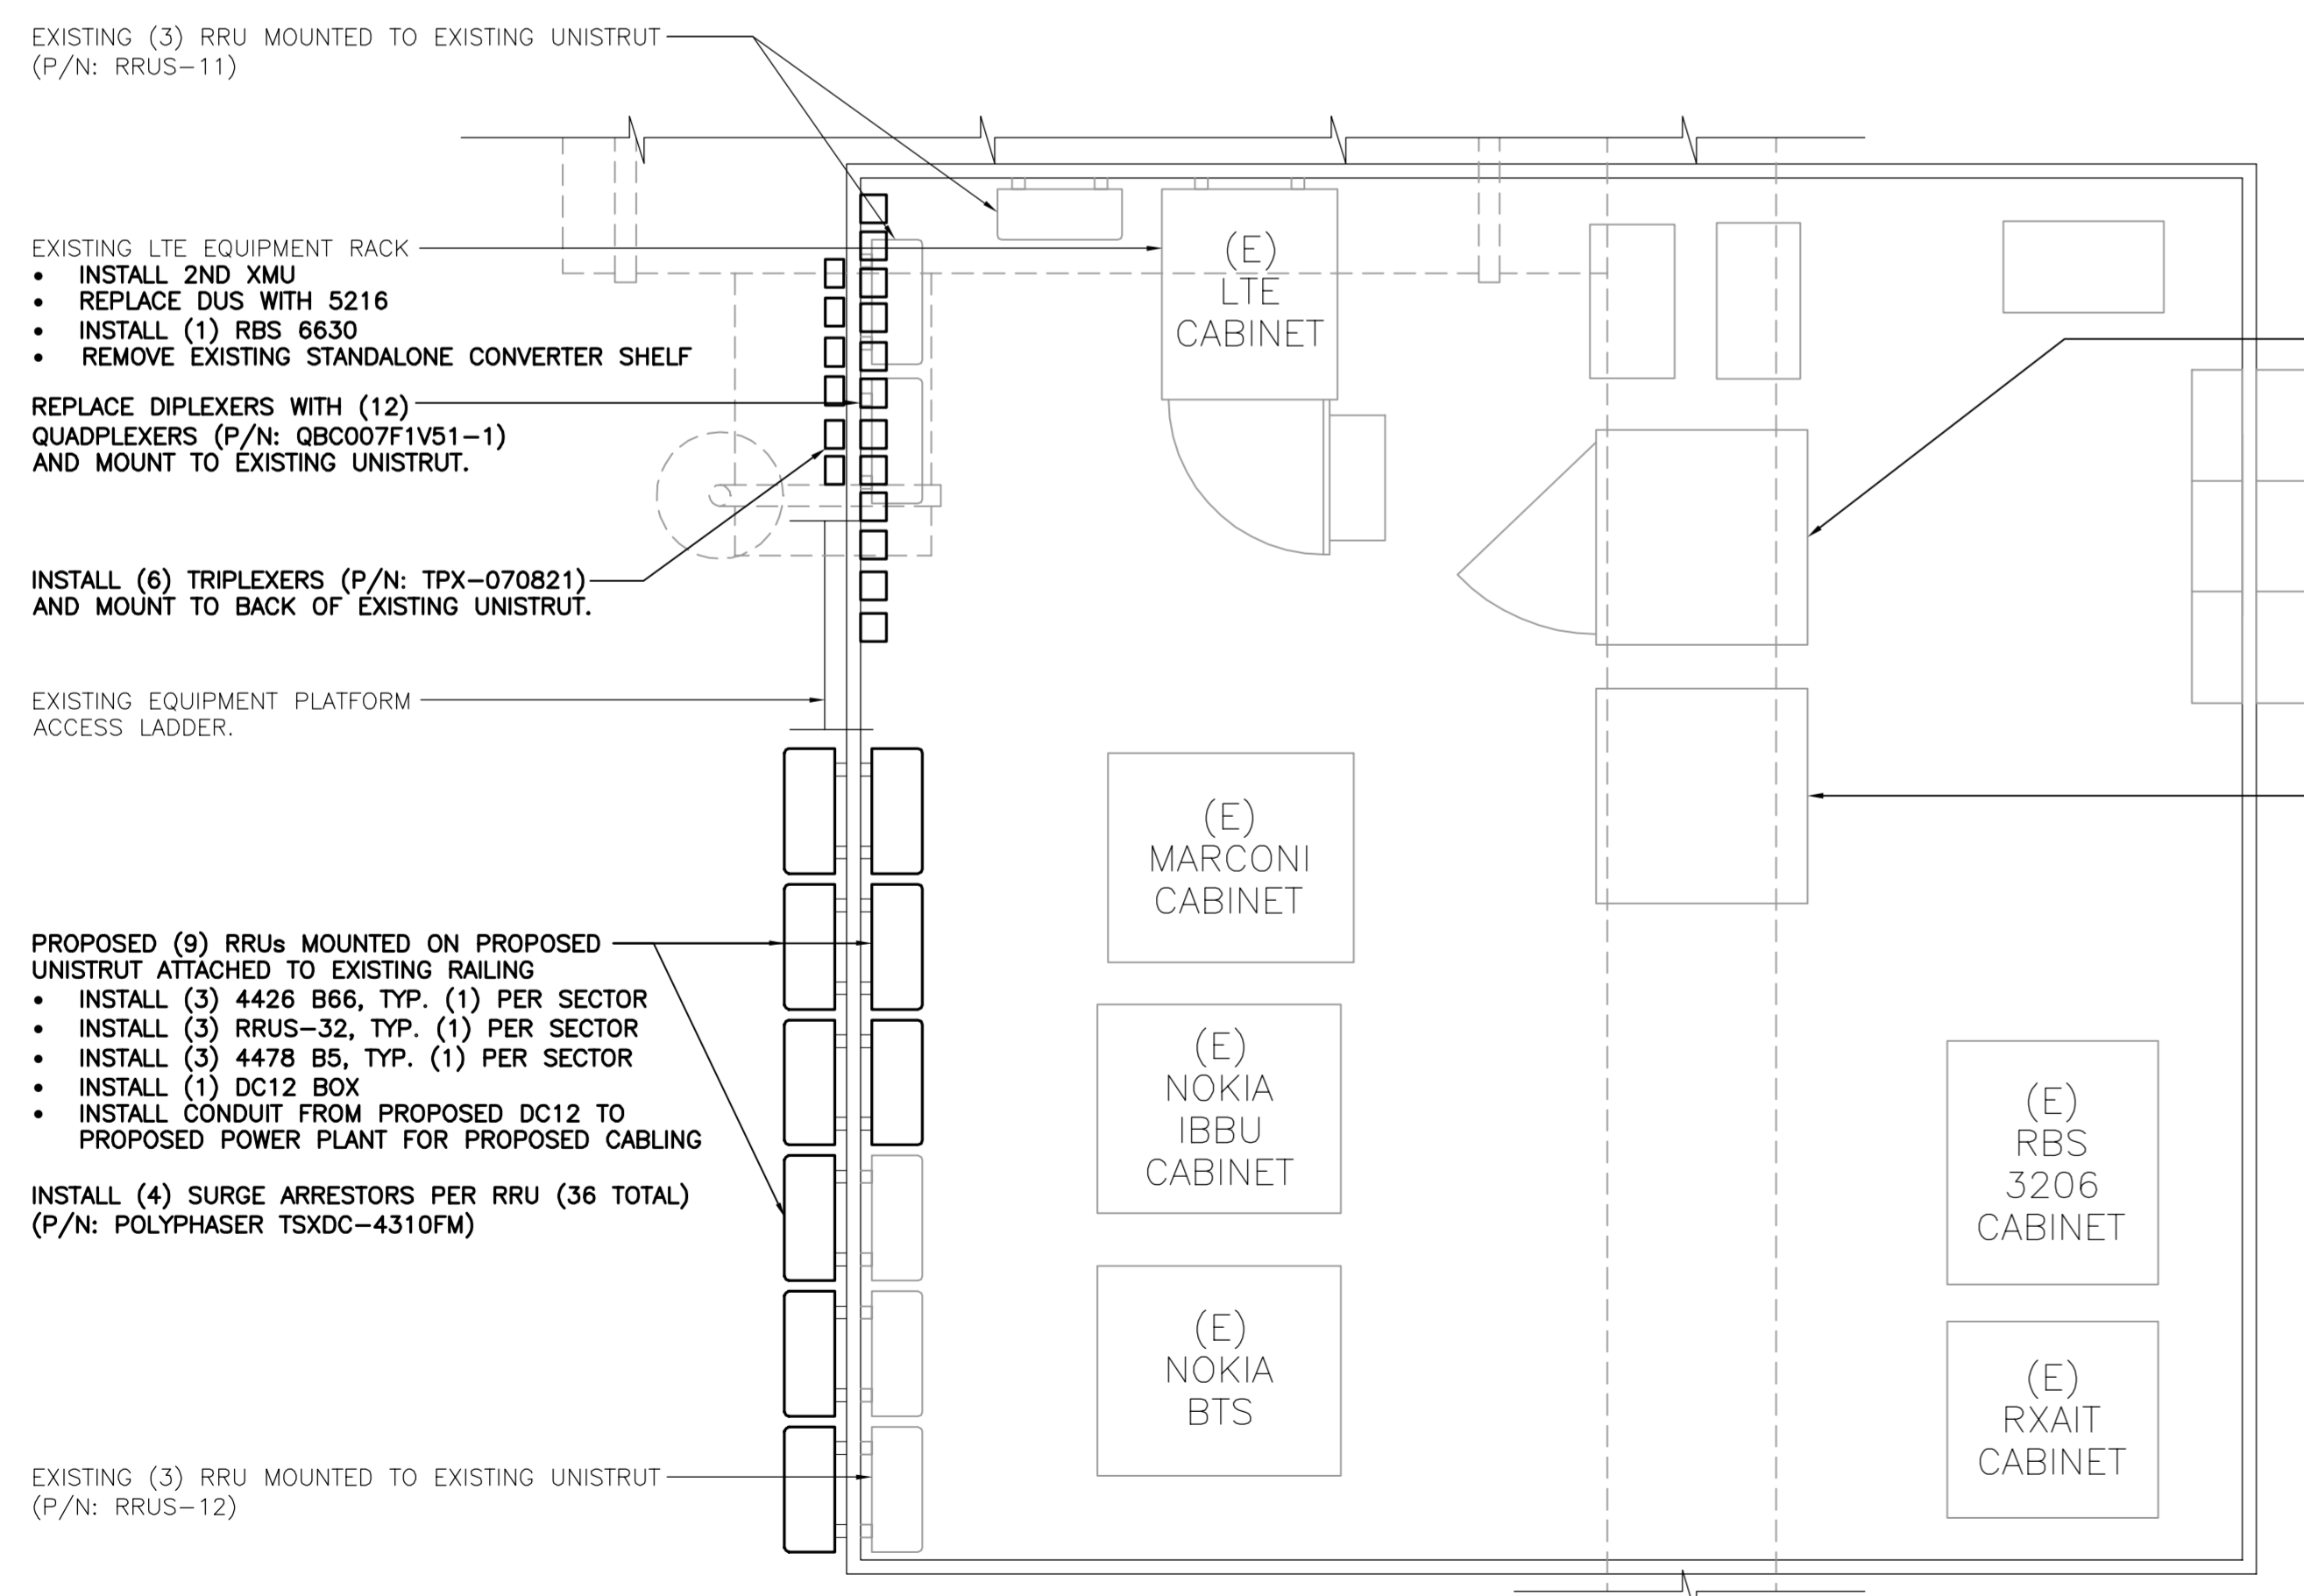 EXISTING (3) RRU MOUNTED TO EXISTING UNISTRUT
(P/N: RRUS-11)
EXISTING LTE EQUIPMENT RACK
• INSTALL 2ND XMU
• REPLACE DUS WITH 5216
• INSTALL (1) RBS 6630
• REMOVE EXISTING STANDALONE CONVERTER SHELF
REPLACE DIPLEXERS WITH (12)
QUADPLEXERS (P/N: QBC007F1V51-1)
AND MOUNT TO EXISTING UNISTRUT.
INSTALL (6) TRIPLEXERS (P/N: TPX-070821)
AND MOUNT TO BACK OF EXISTING UNISTRUT.
EXISTING EQUIPMENT PLATFORM
ACCESS LADDER.
PROPOSED (9) RRUs MOUNTED ON PROPOSED
UNISTRUT ATTACHED TO EXISTING RAILING
• INSTALL (3) 4426 B66, TYP. (1) PER SECTOR
• INSTALL (3) RRUS-32, TYP. (1) PER SECTOR
• INSTALL (3) 4478 B5, TYP. (1) PER SECTOR
• INSTALL (1) DC12 BOX
• INSTALL CONDUIT FROM PROPOSED DC12 TO
PROPOSED POWER PLANT FOR PROPOSED CABLING
INSTALL (4) SURGE ARRESTORS PER RRU (36 TOTAL)
(P/N: POLYPHASER TSXDC-4310FM)
EXISTING (3) RRU MOUNTED TO EXISTING UNISTRUT
(P/N: RRUS-12)
(E)
LTE
CABINET
(E)
MARCONI
CABINET
(E)
NOKIA
IBBU
CABINET
(E)
NOKIA
BTS
(E)
RBS
3206
CABINET
(E)
RXAIT
CABINET